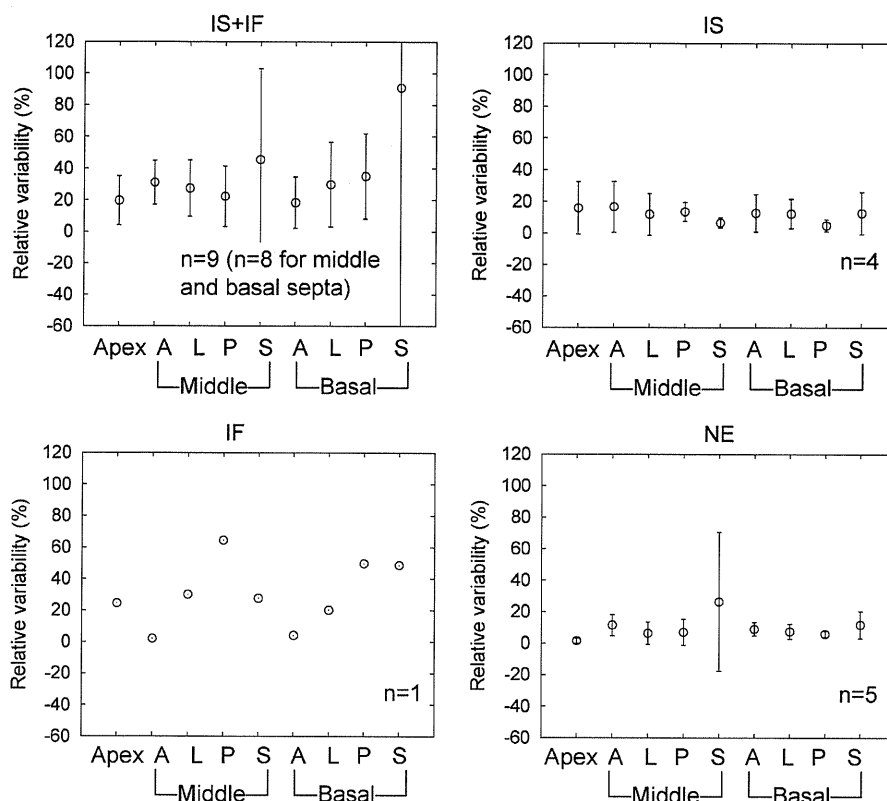 IS+IF
Relative variability (%)
120
100
80
60
40
20
0
-20
-40
-60
n=9 (n=8 for middle
and basal septa)
Apex A L P S A L P S
Middle Basal
IS
Relative variability (%)
120
100
80
60
40
20
0
-20
-40
-60
n=4
Apex A L P S A L P S
Middle Basal
IF
Relative variability (%)
120
100
80
60
40
20
0
-20
-40
-60
n=1
Apex A L P S A L P S
Middle Basal
NE
Relative variability (%)
120
100
80
60
40
20
0
-20
-40
-60
n=5
Apex A L P S A L P S
Middle Basal